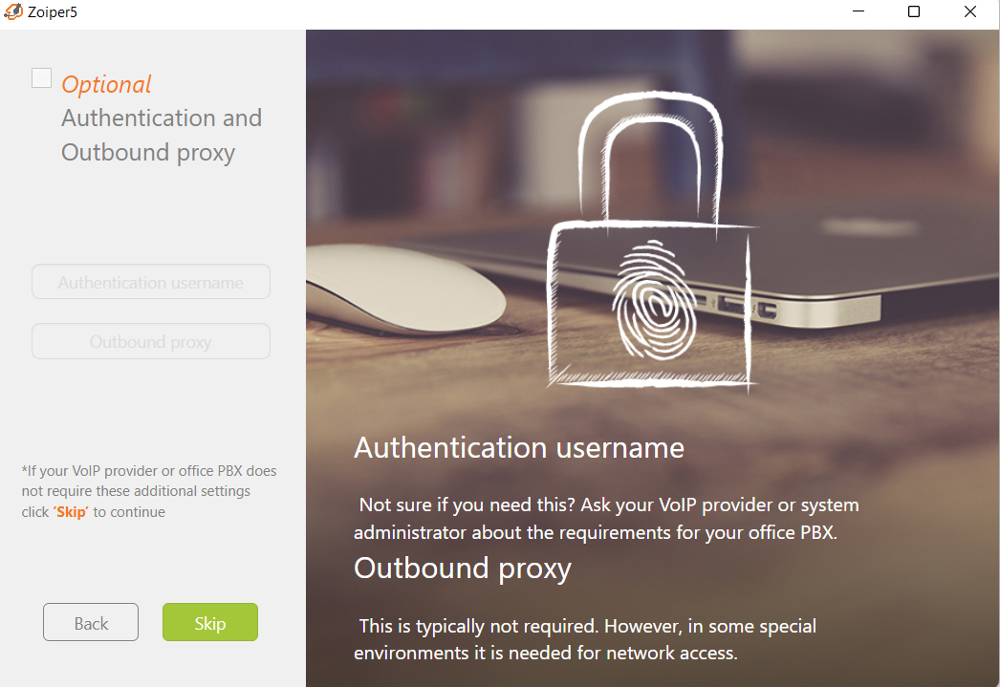 Zoiper5
Optional
Authentication and
Outbound proxy
Authentication username
Outbound proxy
*If your VoIP provider or office PBX does
not require these additional settings
click ‘Skip’ to continue
Back
Skip
Authentication username
Not sure if you need this? Ask your VoIP provider or system
administrator about the requirements for your office PBX.
Outbound proxy
This is typically not required. However, in some special
environments it is needed for network access.